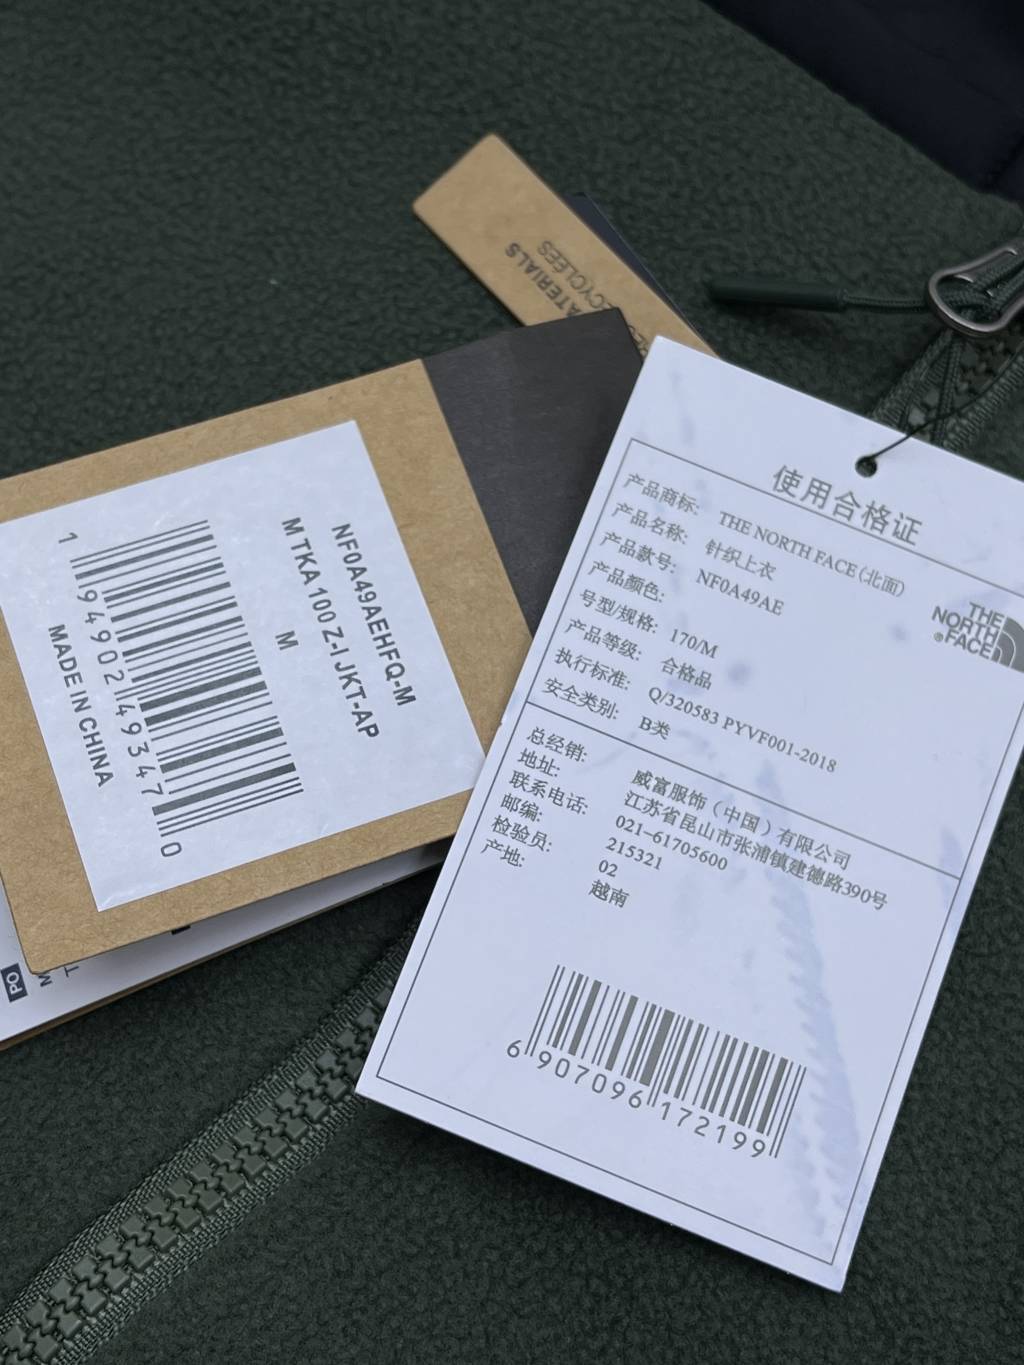 MATERIALS
RECYCLÉES
NF0A49AEHFQ-M
M TKA 100 Z-I JKT-AP
M
1 94902 49347 0
MADE IN CHINA
PO
使用合格证
产品商标: THE NORTH FACE(北面)
产品名称: 针织上衣
产品款号: NF0A49AE
产品颜色:
号型/规格: 170/M
产品等级: 合格品
执行标准: Q/320583 PYVF001-2018
安全类别: B类
THE
NORTH
FACE
®
总经销: 威富服饰(中国)有限公司
地址: 江苏省昆山市张浦镇建德路390号
联系电话: 021-61705600
邮编: 215321
检验员: 02
产地: 越南
6 907096 172199